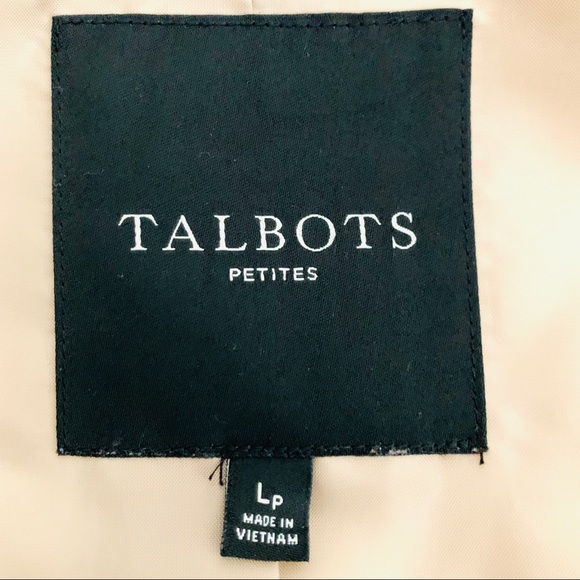 TALBOTS
PETITES
Lp
MADE IN
VIETNAM